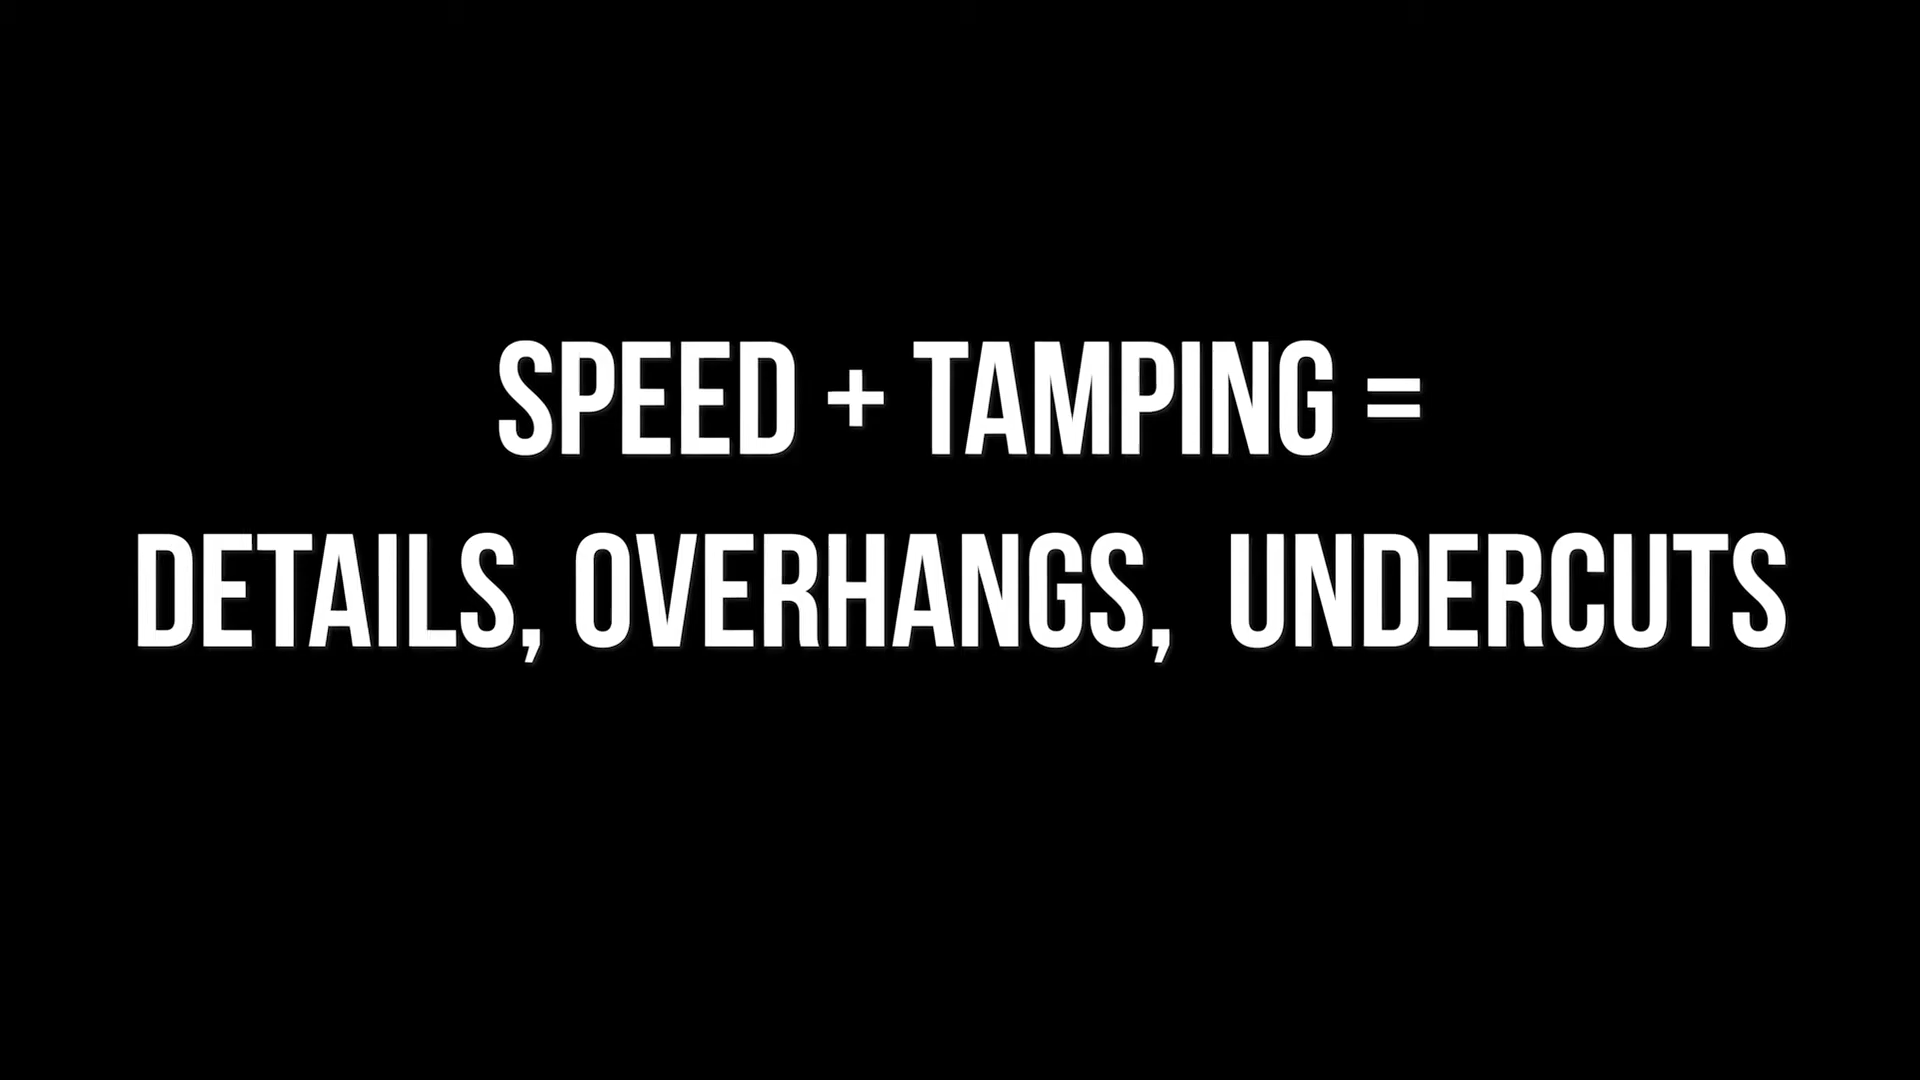 SPEED + TAMPING =
DETAILS, OVERHANGS, UNDERCUTS